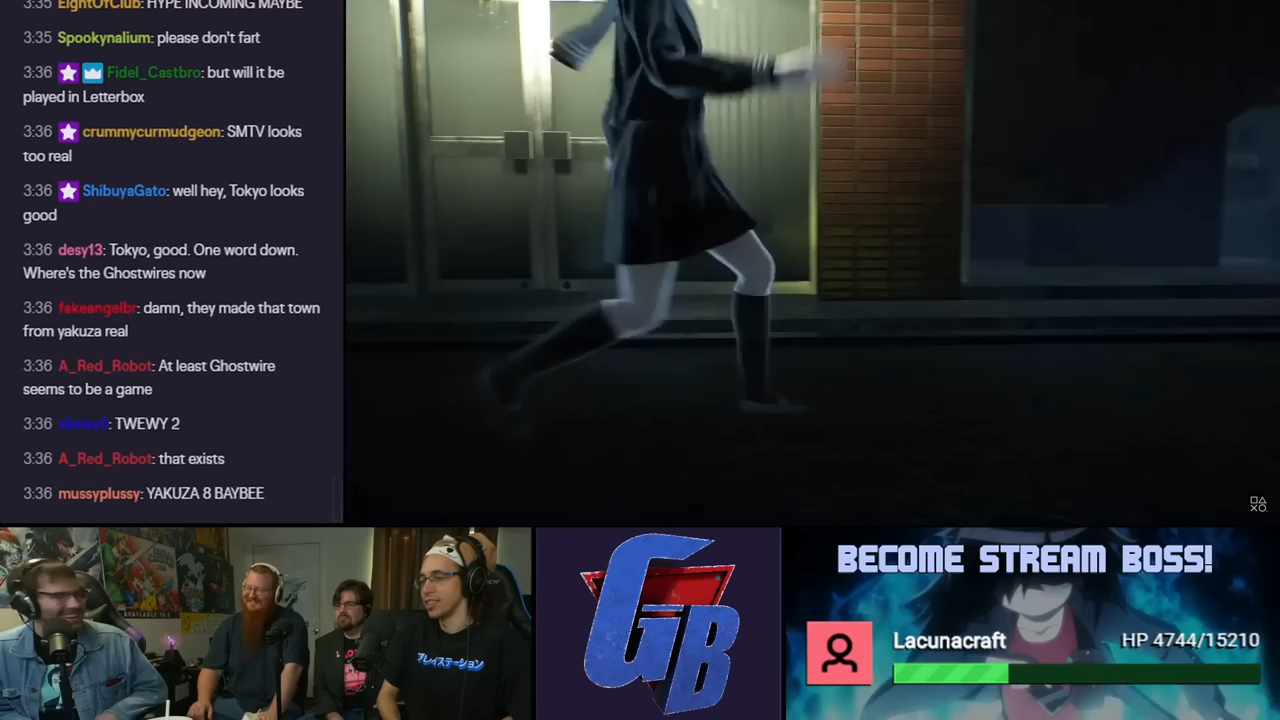 3:35 EightOfClub: HYPE INCOMING MAYBE
3:35 Spookynalium: please don't fart
3:36 Fidel_Castbro: but will it be
played in Letterbox
3:36 crummycurmudgeon: SMTV looks
too real
3:36 ShibuyaGato: well hey, Tokyo looks
good
3:36 desy13: Tokyo, good. One word down.
Where's the Ghostwires now
3:36 fakeangelbr: damn, they made that town
from yakuza real
3:36 A_Red_Robot: At least Ghostwire
seems to be a game
3:36 : TWEWY 2
3:36 A_Red_Robot: that exists
3:36 mussyplussy: YAKUZA 8 BAYBEE
AVAILABLE
プレイステーション
GB
BECOME STREAM BOSS!
Lacunacraft HP 4744/15210